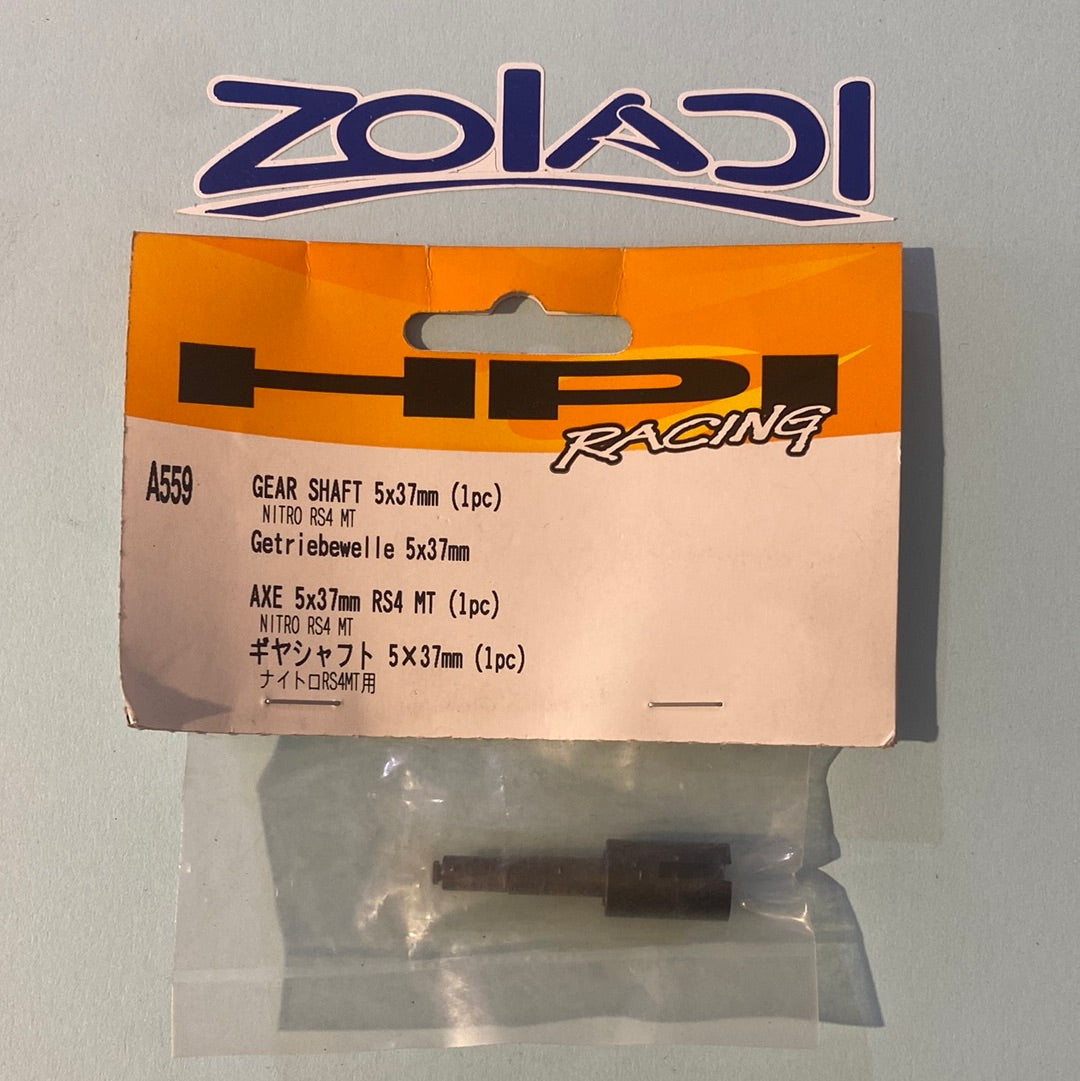 ZOIADI
HPI
RACING
A559
GEAR SHAFT 5x37mm (1pc)
NITRO RS4 MT
Getriebewelle 5x37mm
AXE 5x37mm RS4 MT (1pc)
NITRO RS4 MT
ギヤシャフト 5×37mm (1pc)
ナイトロRS4MT用